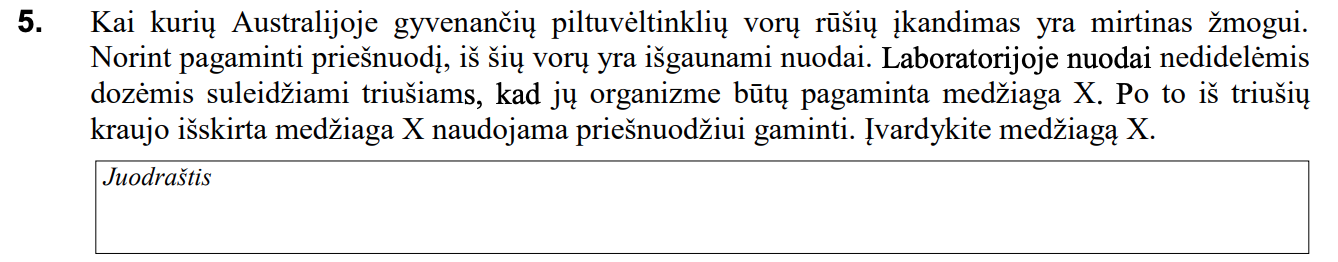 5. Kai kurių Australijoje gyvenančių piltuvėltinklių vorų rūšių įkandimas yra mirtinas žmogui.
Norint pagaminti priešnuodį, iš šių vorų yra išgaunami nuodai. Laboratorijoje nuodai nedidelėmis
dozėmis suleidžiami triušiams, kad jų organizme būtų pagaminta medžiaga X. Po to iš triušių
kraujo išskirta medžiaga X naudojama priešnuodžiui gaminti. Įvardykite medžiagą X.
Juodraštis